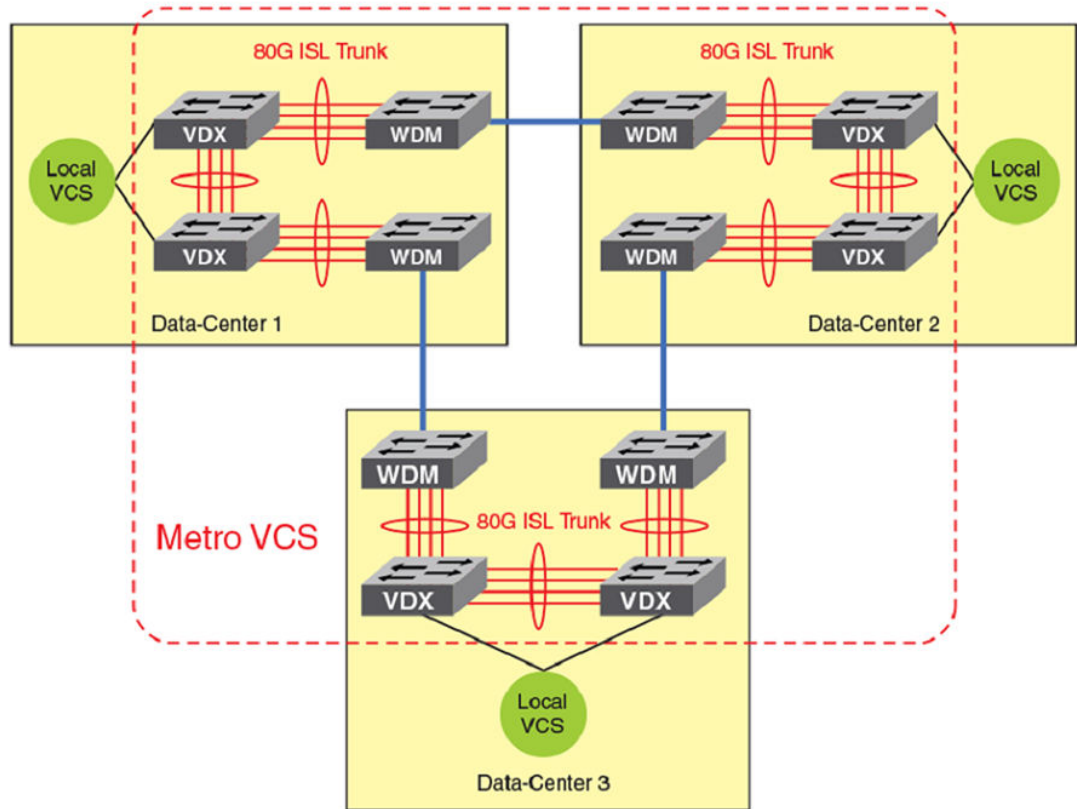 80G ISL Trunk
80G ISL Trunk
VDX
WDM
WDM
VDX
Local
VCS
Local
VCS
VDX
WDM
WDM
VDX
Data-Center 1
Data-Center 2
WDM
WDM
Metro VCS
80G ISL Trunk
VDX
VDX
Local
VCS
Data-Center 3